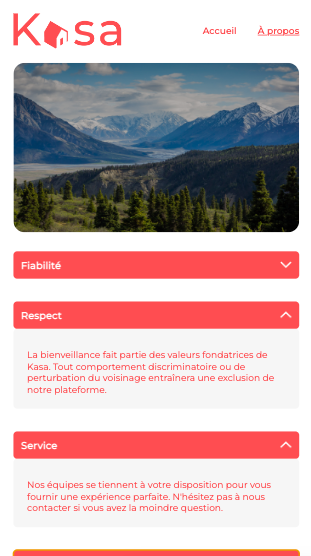 Kasa
Accueil
À propos
Fiabilité
Respect
La bienveillance fait partie des valeurs fondatrices de
Kasa. Tout comportement discriminatoire ou de
perturbation du voisinage entraînera une exclusion de
notre plateforme.
Service
Nos équipes se tiennent à votre disposition pour vous
fournir une expérience parfaite. N'hésitez pas à nous
contacter si vous avez la moindre question.